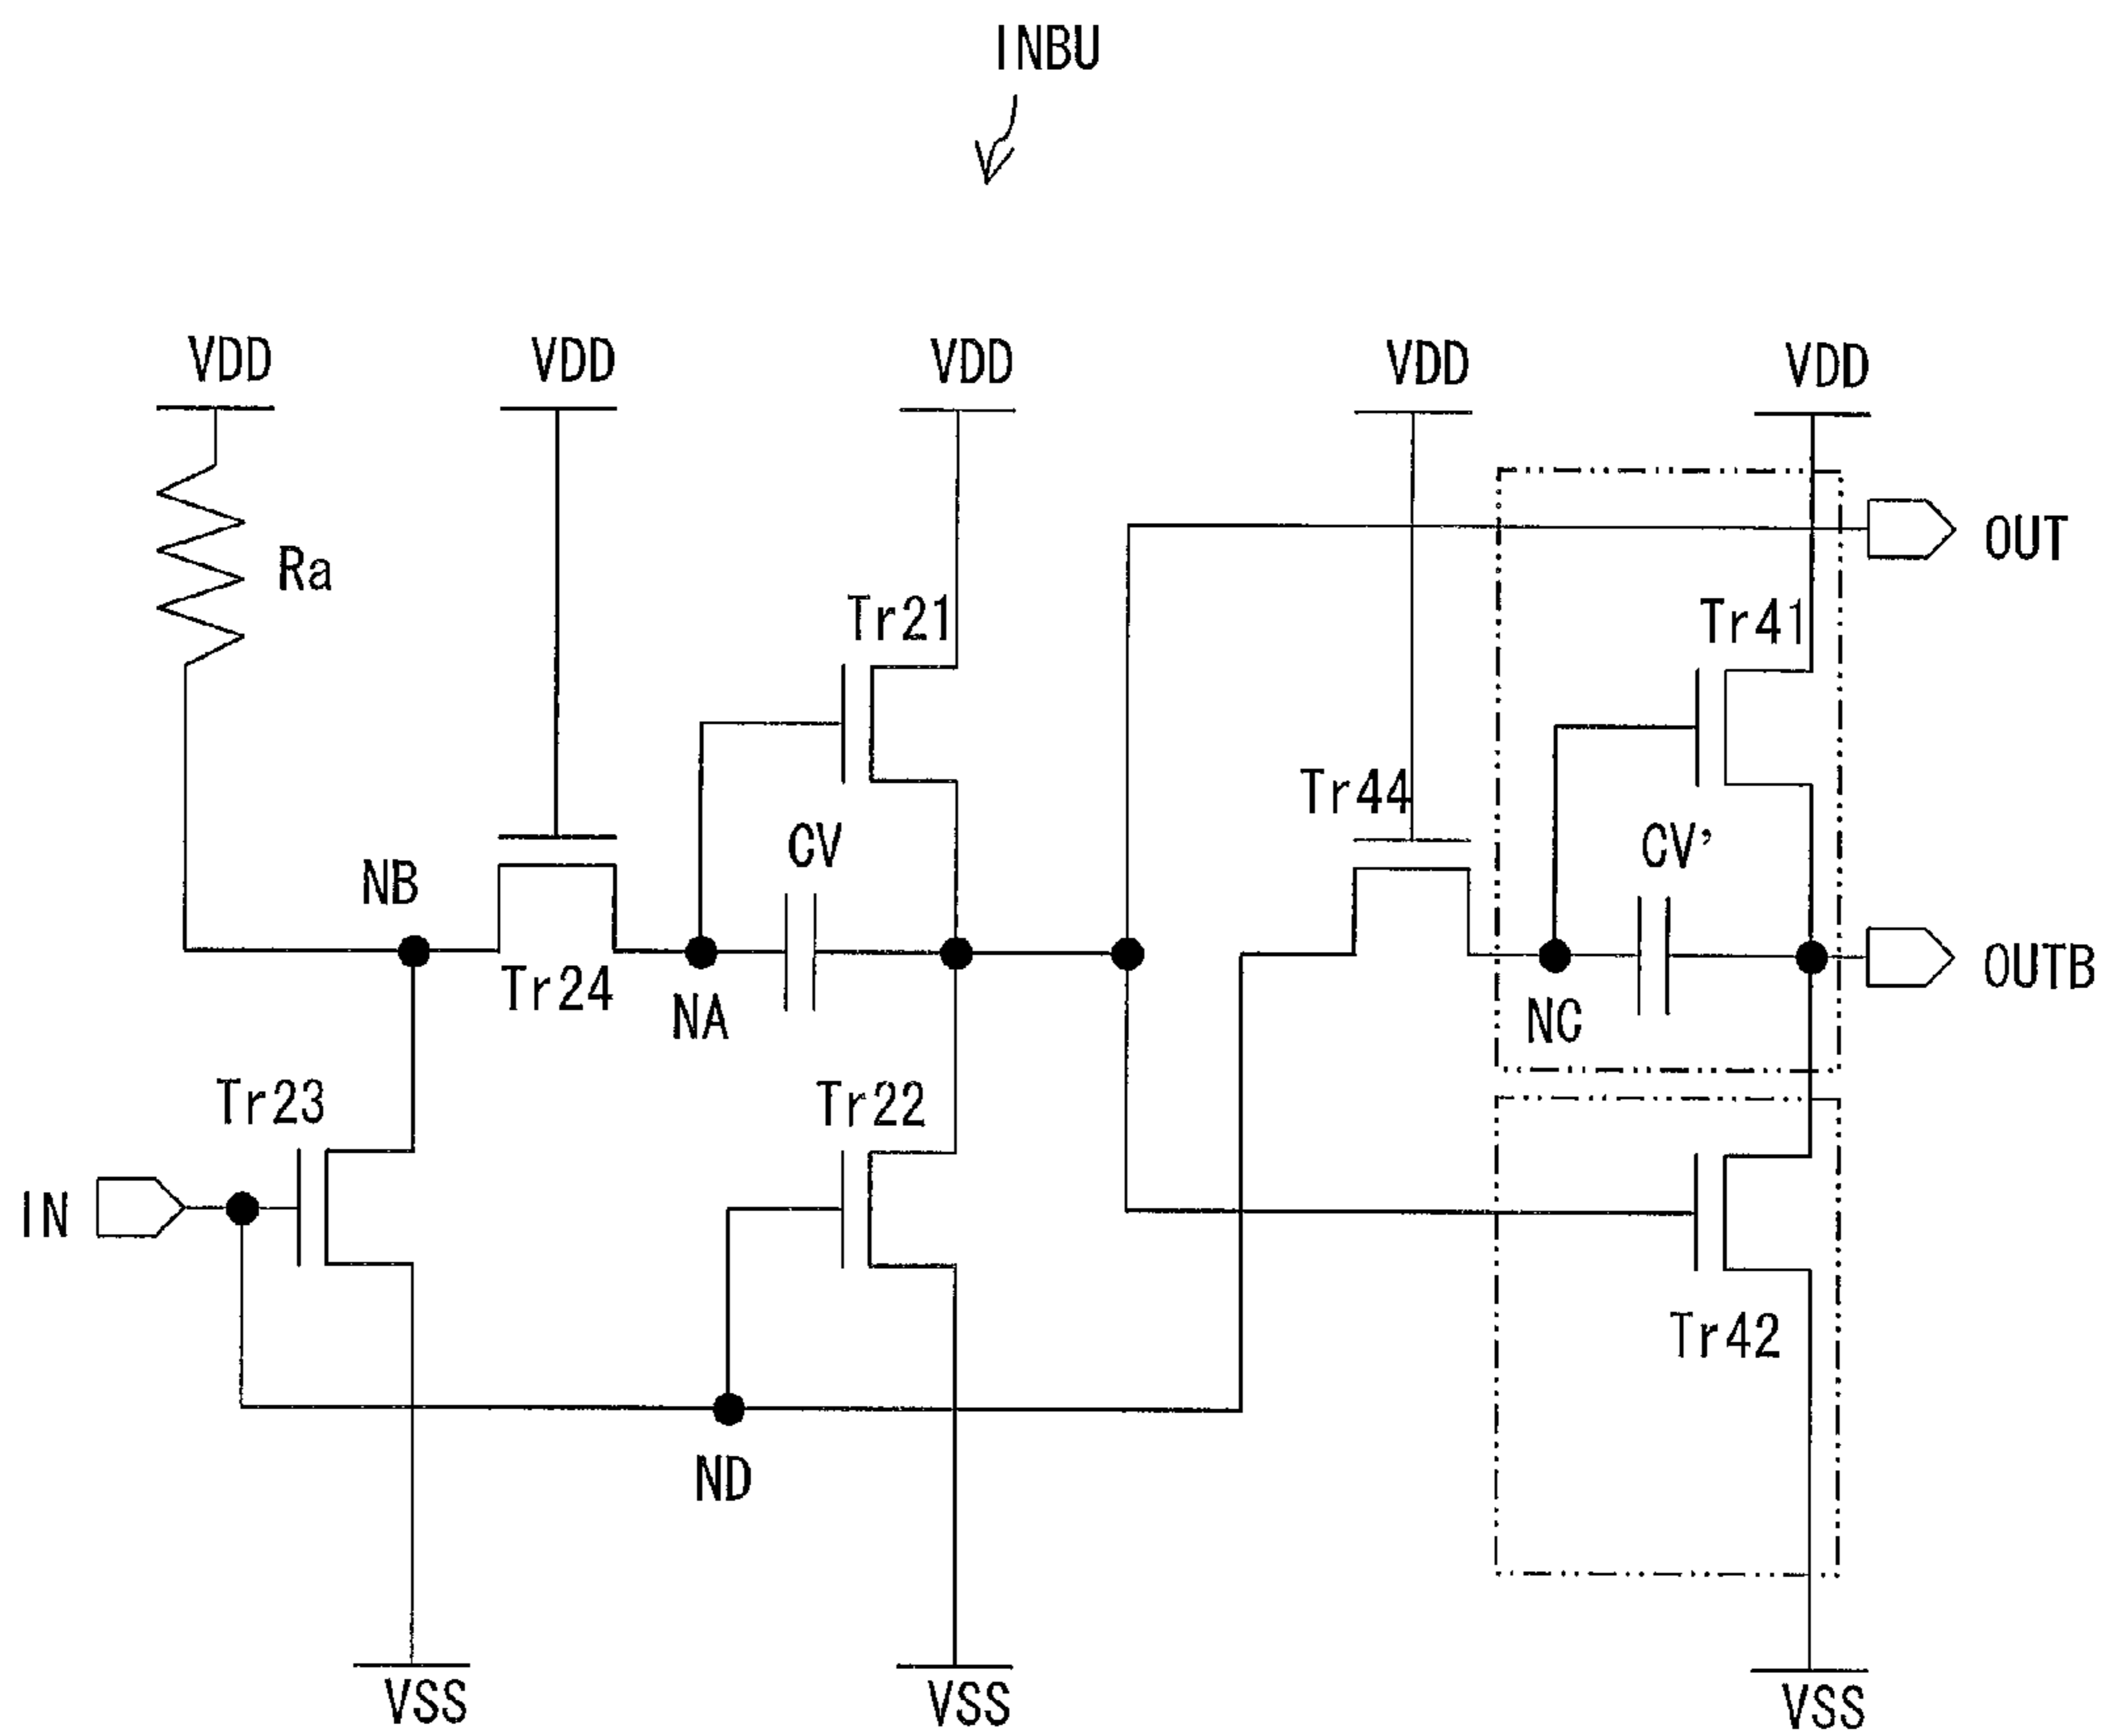 INBU
VDD
VDD
VDD
VDD
VDD
OUT
Ra
Tr21
Tr41
Tr44
CV
CV'
NB
OUTB
Tr24
NA
NC
Tr23
Tr22
IN
Tr42
ND
VSS
VSS
VSS